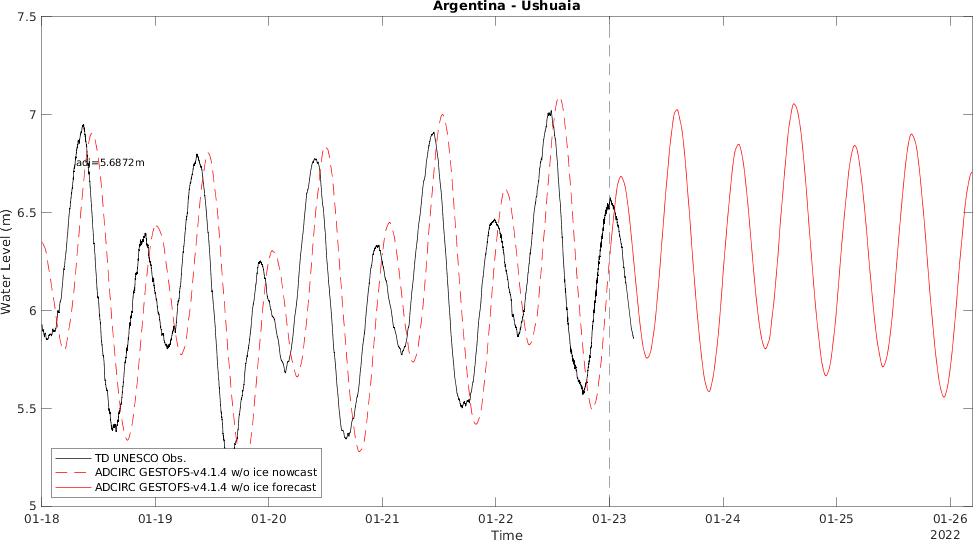 Argentina - Ushuaia
7.5
7
6.5
6
5.5
5
Water Level (m)
adj=5.6872m
TD UNESCO Obs.
ADCIRC GESTOFS-v4.1.4 w/o ice nowcast
ADCIRC GESTOFS-v4.1.4 w/o ice forecast
01-18 01-19 01-20 01-21 01-22 01-23 01-24 01-25 01-26
Time
2022